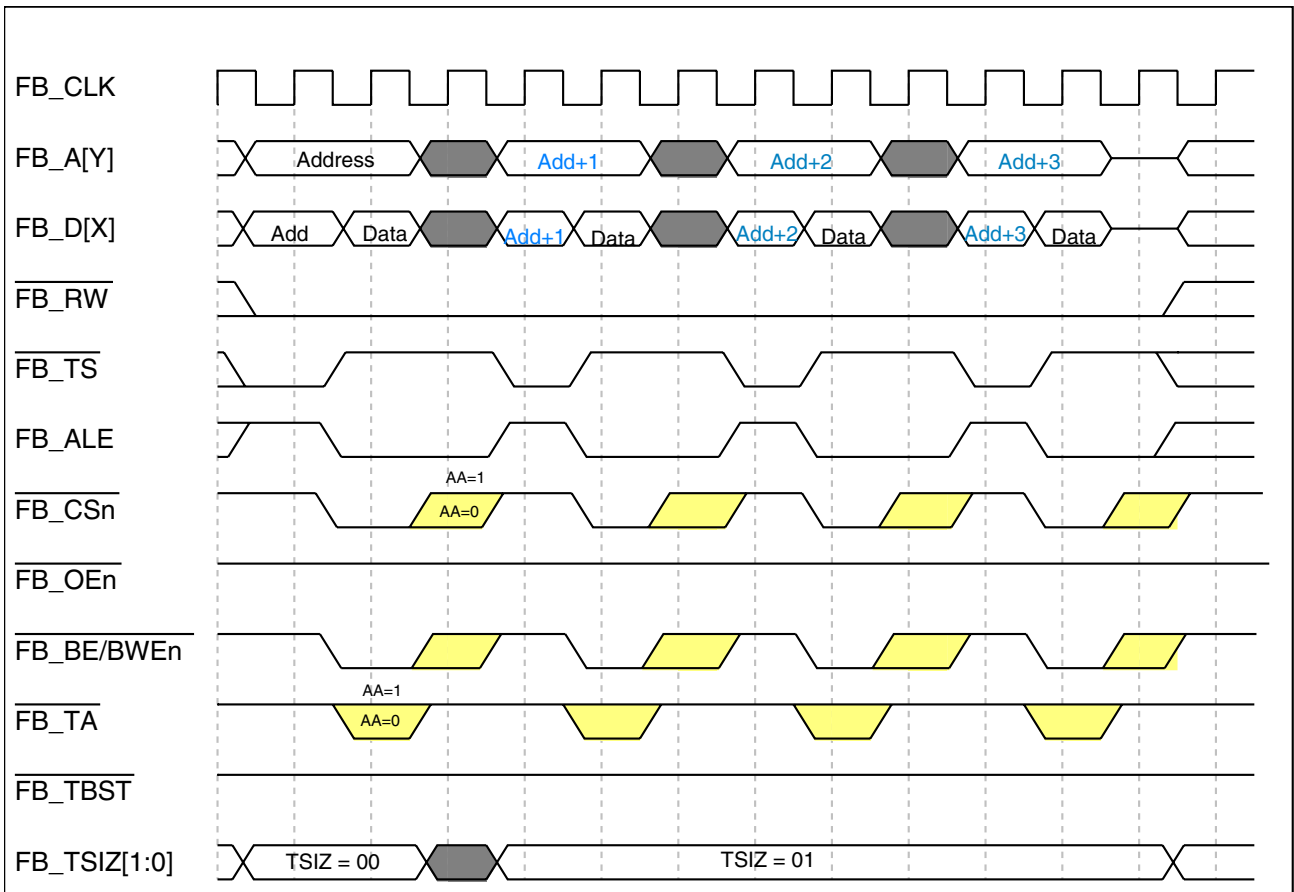 FB_CLK
FB_A[Y] Address Add+1 Add+2 Add+3
FB_D[X] Add Data Add+1 Data Add+2 Data Add+3 Data
FB_RW
FB_TS
FB_ALE
AA=1
FB_CSn AA=0
FB_OEn
FB_BE/BWEn
AA=1
FB_TA AA=0
FB_TBST
FB_TSIZ[1:0] TSIZ = 00 TSIZ = 01